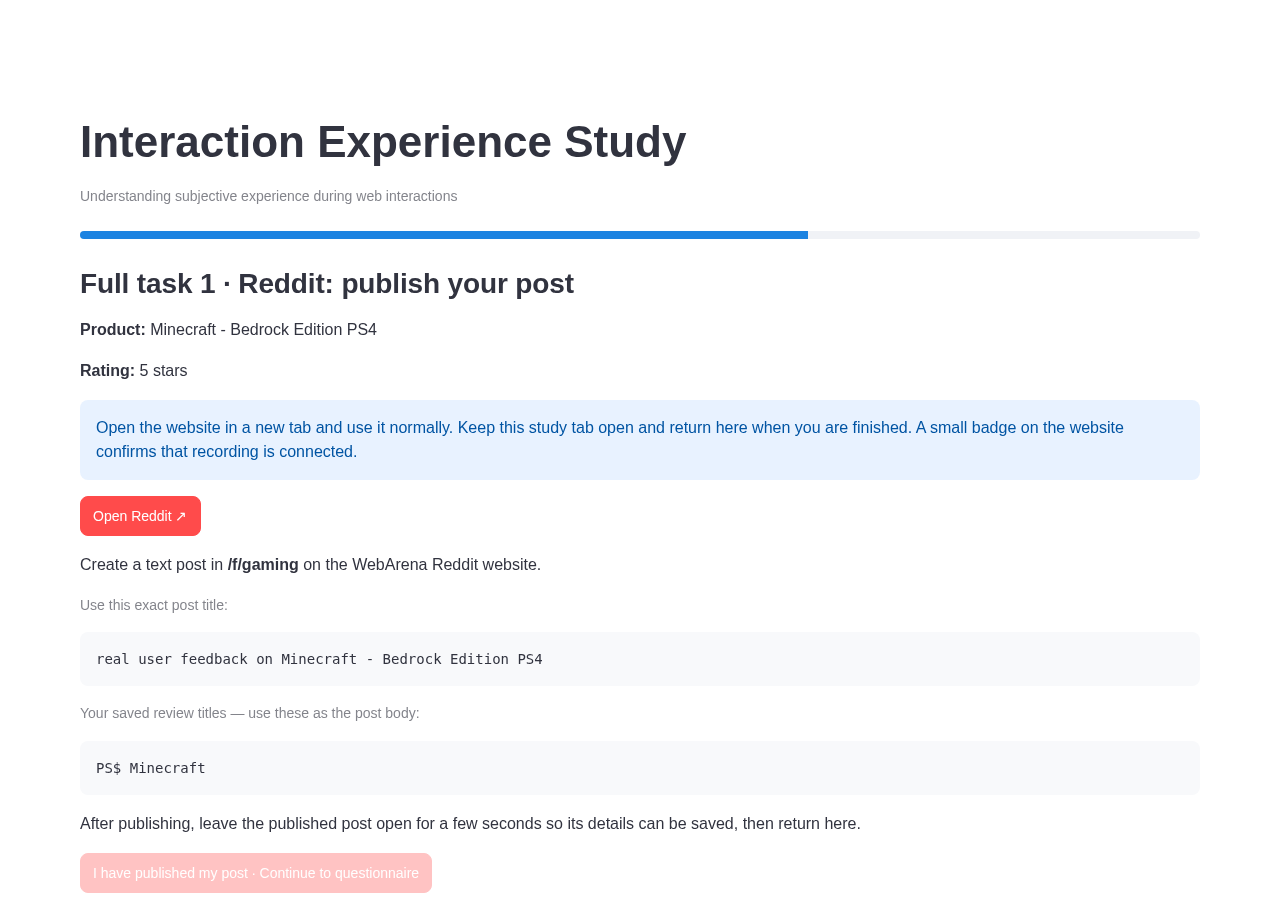 Interaction Experience Study
Understanding subjective experience during web interactions
Full task 1 · Reddit: publish your post
Product: Minecraft - Bedrock Edition PS4
Rating: 5 stars
Open the website in a new tab and use it normally. Keep this study tab open and return here when you are finished. A small badge on the website
confirms that recording is connected.
Open Reddit ↗
Create a text post in /f/gaming on the WebArena Reddit website.
Use this exact post title:
real user feedback on Minecraft - Bedrock Edition PS4
Your saved review titles — use these as the post body:
PS$ Minecraft
After publishing, leave the published post open for a few seconds so its details can be saved, then return here.
I have published my post · Continue to questionnaire